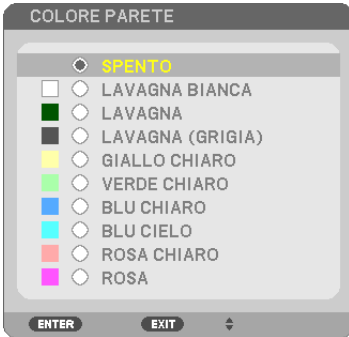 COLORE PARETE
SPENTO
LAVAGNA BIANCA
LAVAGNA
LAVAGNA (GRIGIA)
GIALLO CHIARO
VERDE CHIARO
BLU CHIARO
BLU CIELO
ROSA CHIARO
ROSA
ENTER EXIT